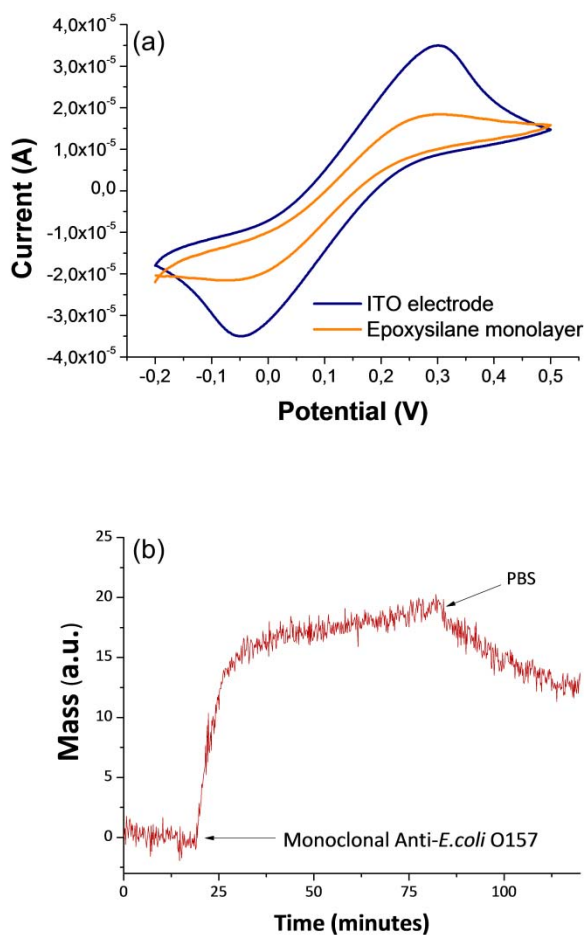 (a)
4,0x10⁻⁵
3,0x10⁻⁵
2,0x10⁻⁵
1,0x10⁻⁵
0,0
-1,0x10⁻⁵
-2,0x10⁻⁵
-3,0x10⁻⁵
-4,0x10⁻⁵
Current (A)
ITO electrode
Epoxysilane monolayer
-0,2 -0,1 0,0 0,1 0,2 0,3 0,4 0,5
Potential (V)
(b)
25
20
15
10
5
0
Mass (a.u.)
PBS
Monoclonal Anti-E.coli O157
0 25 50 75 100
Time (minutes)